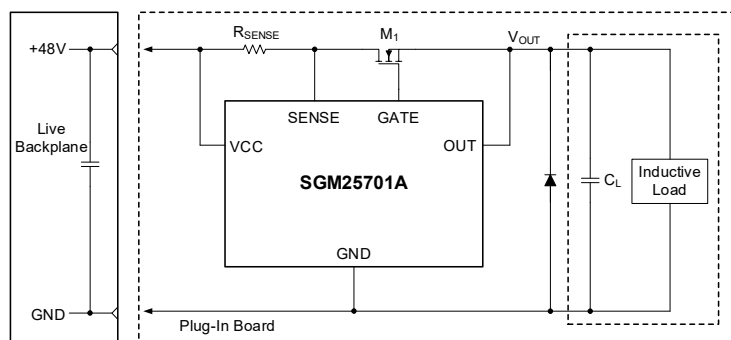 +48V
RSENSE
M1
VOUT
SENSE
GATE
Live
Backplane
VCC
OUT
SGM25701A
CL
Inductive
Load
GND
GND
Plug-In Board